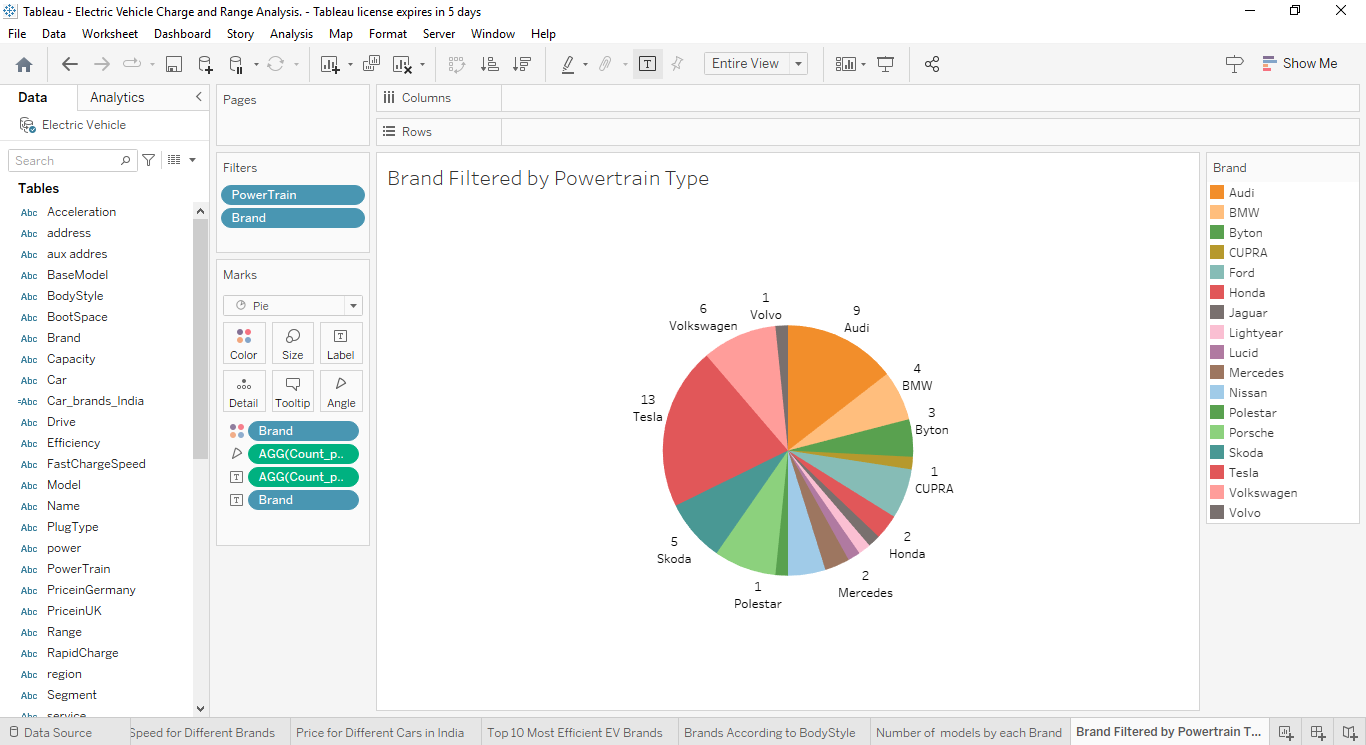 Tableau - Electric Vehicle Charge and Range Analysis. - Tableau license expires in 5 days
File Data Worksheet Dashboard Story Analysis Map Format Server Window Help
Entire View
Show Me
Data Analytics
Electric Vehicle
Search
Tables
Abc Acceleration
Abc address
Abc aux addres
Abc BaseModel
Abc BodyStyle
Abc BootSpace
Abc Brand
Abc Capacity
Abc Car
=Abc Car_brands_India
Abc Drive
Abc Efficiency
Abc FastChargeSpeed
Abc Model
Abc Name
Abc PlugType
Abc power
Abc PowerTrain
Abc PriceinGermany
Abc PriceinUK
Abc Range
Abc RapidCharge
Abc region
Abc Segment
Abc service
Pages
Filters
PowerTrain
Brand
Marks
Pie
Color Size Label
Detail Tooltip Angle
Brand
AGG(Count_p..
AGG(Count_p..
Brand
Columns
Rows
Brand Filtered by Powertrain Type
1
Volvo
9
Audi
6
Volkswagen
4
BMW
13
Tesla
3
Byton
1
CUPRA
5
Skoda
2
Honda
1
Polestar
2
Mercedes
Brand
Audi
BMW
Byton
CUPRA
Ford
Honda
Jaguar
Lightyear
Lucid
Mercedes
Nissan
Polestar
Porsche
Skoda
Tesla
Volkswagen
Volvo
Data Source Speed for Different Brands Price for Different Cars in India Top 10 Most Efficient EV Brands Brands According to BodyStyle Number of models by each Brand Brand Filtered by Powertrain T...